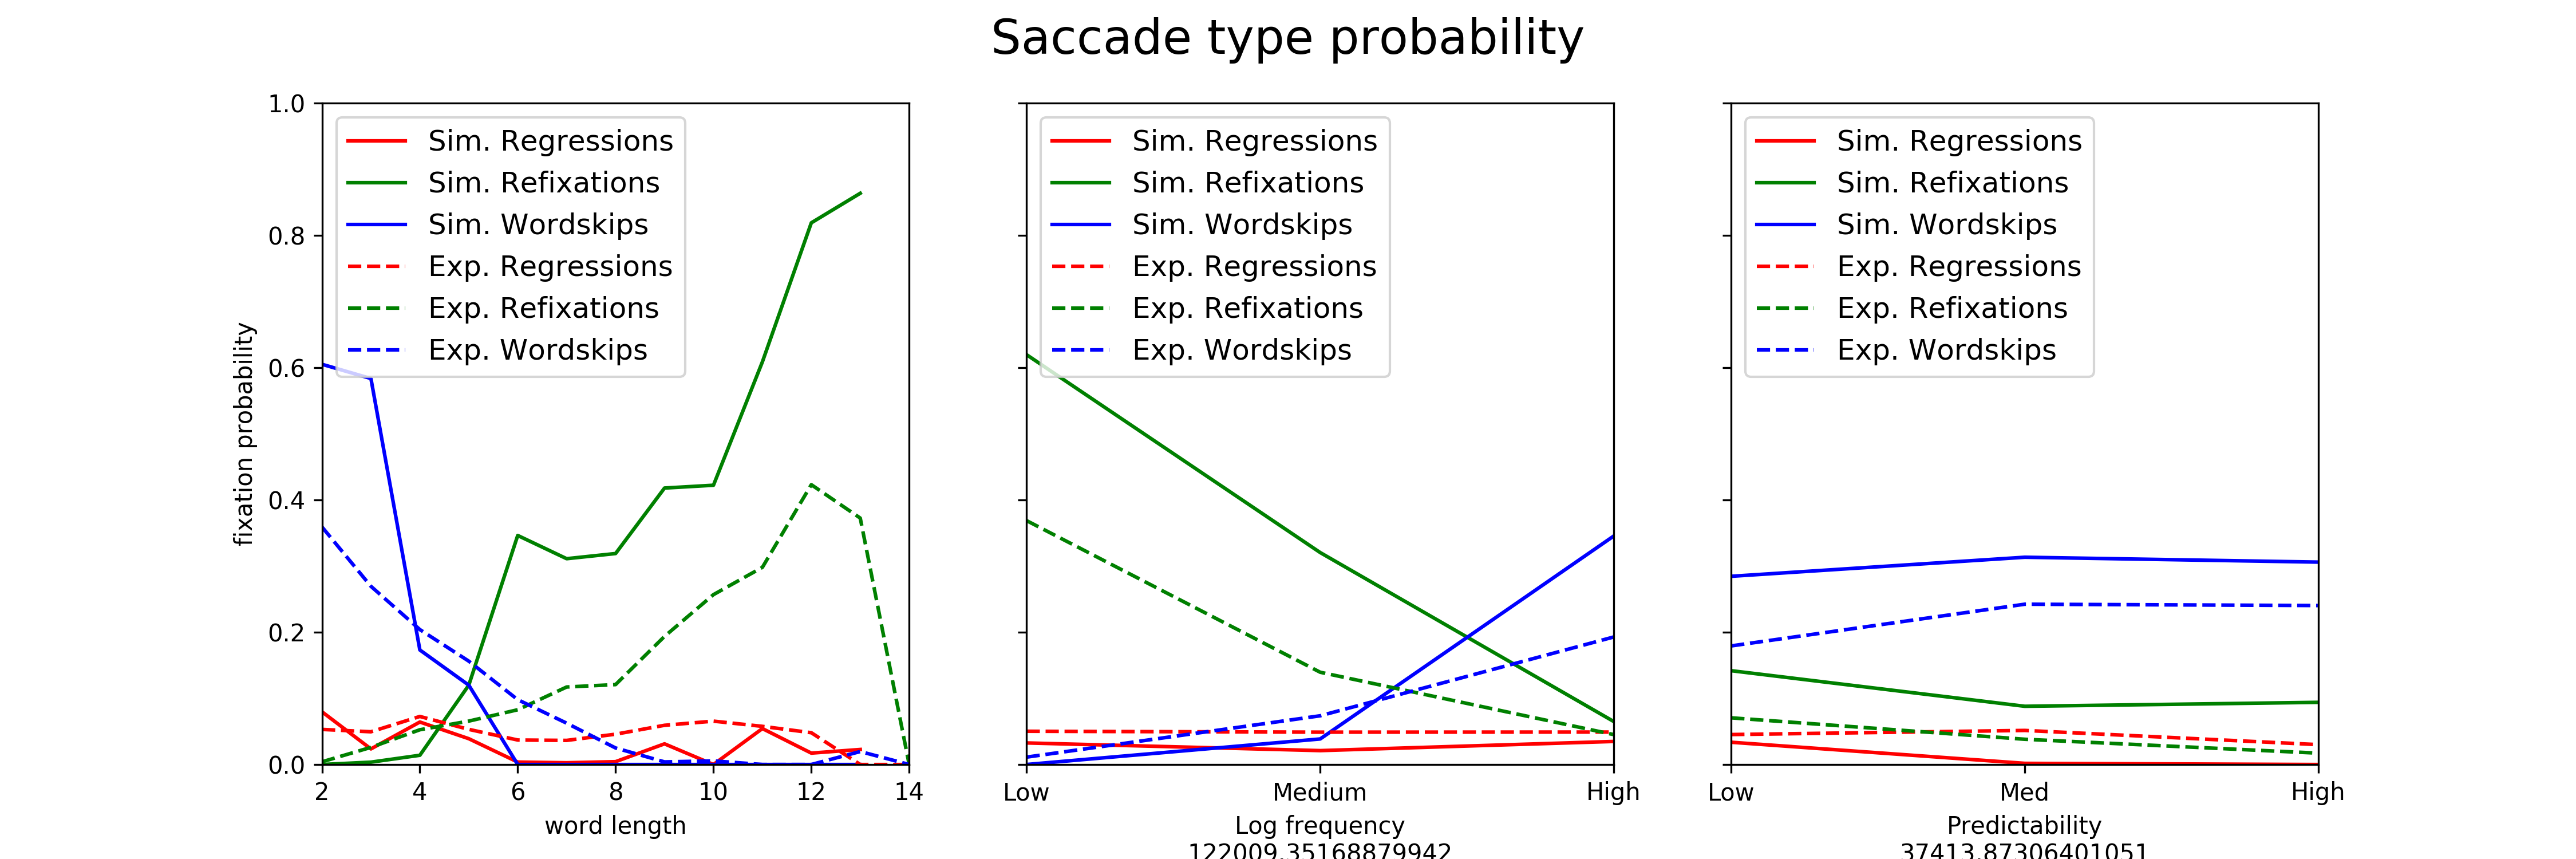 Saccade type probability
fixation probability
1.0
0.8
0.6
0.4
0.2
0.0
Sim. Regressions
Sim. Refixations
Sim. Wordskips
Exp. Regressions
Exp. Refixations
Exp. Wordskips
2 4 6 8 10 12 14
word length
Sim. Regressions
Sim. Refixations
Sim. Wordskips
Exp. Regressions
Exp. Refixations
Exp. Wordskips
Low Medium High
Log frequency
122009.35168879942
Sim. Regressions
Sim. Refixations
Sim. Wordskips
Exp. Regressions
Exp. Refixations
Exp. Wordskips
Low Med High
Predictability
37413.87306401051